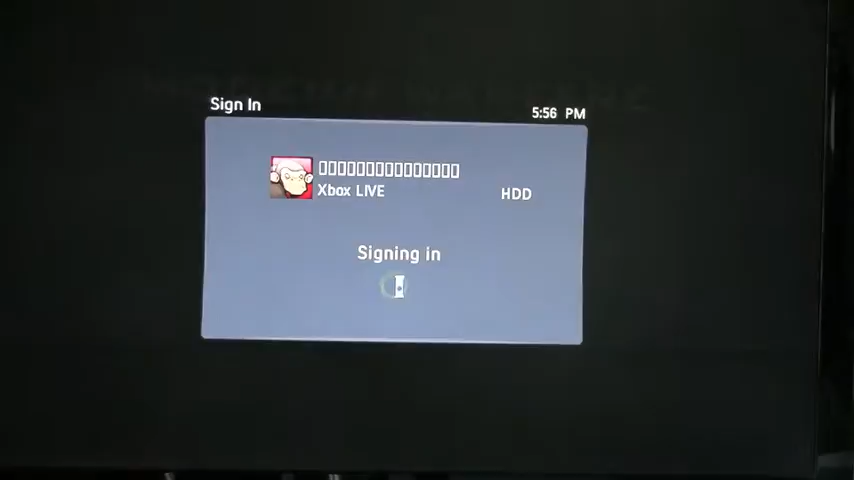 Sign In
5:56 PM
▯▯▯▯▯▯▯▯▯▯▯▯▯▯▯
Xbox LIVE
HDD
Signing in